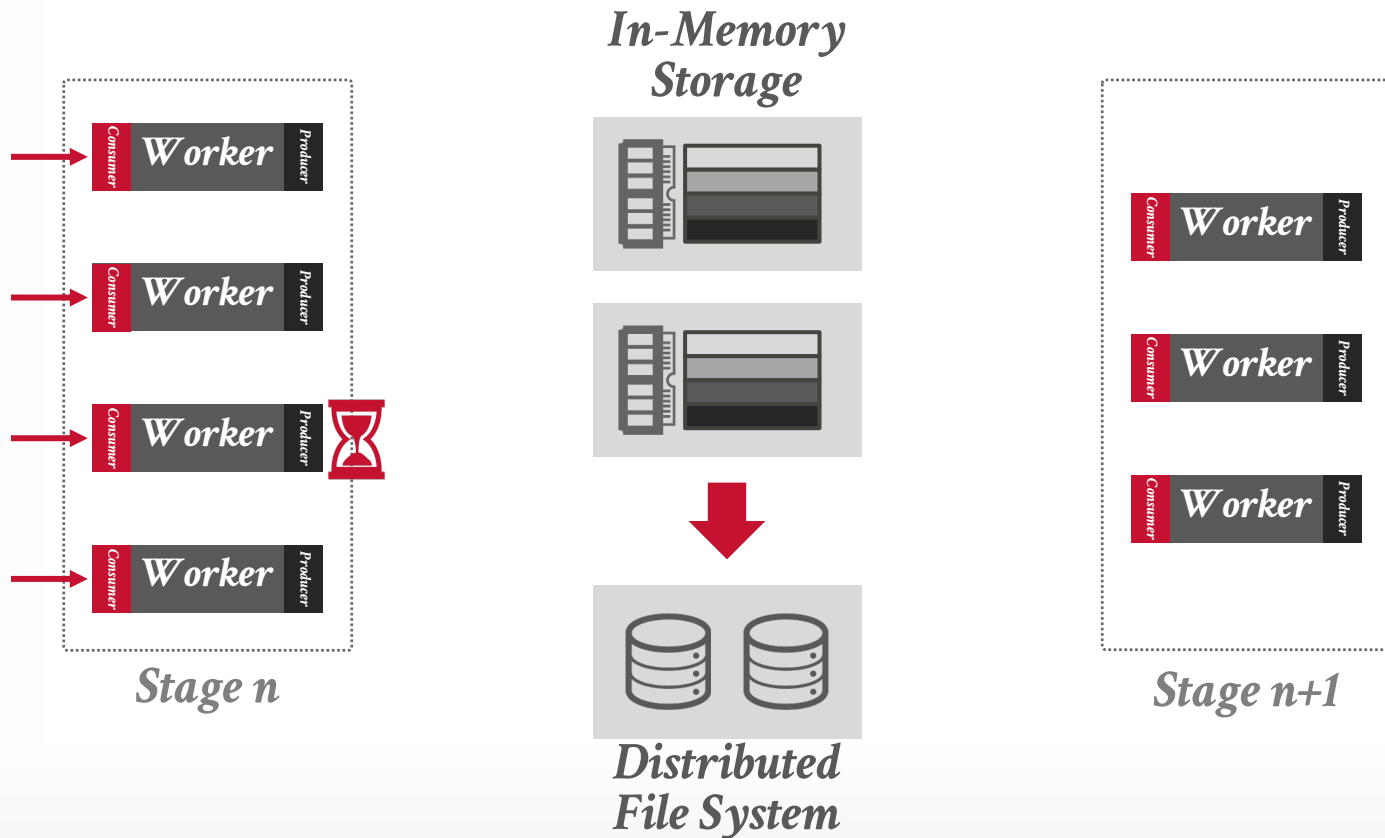 In-Memory
Storage
Consumer
Worker
Producer
Consumer
Worker
Producer
Consumer
Worker
Producer
Consumer
Worker
Producer
Stage n
Distributed
File System
Consumer
Worker
Producer
Consumer
Worker
Producer
Consumer
Worker
Producer
Stage n+1